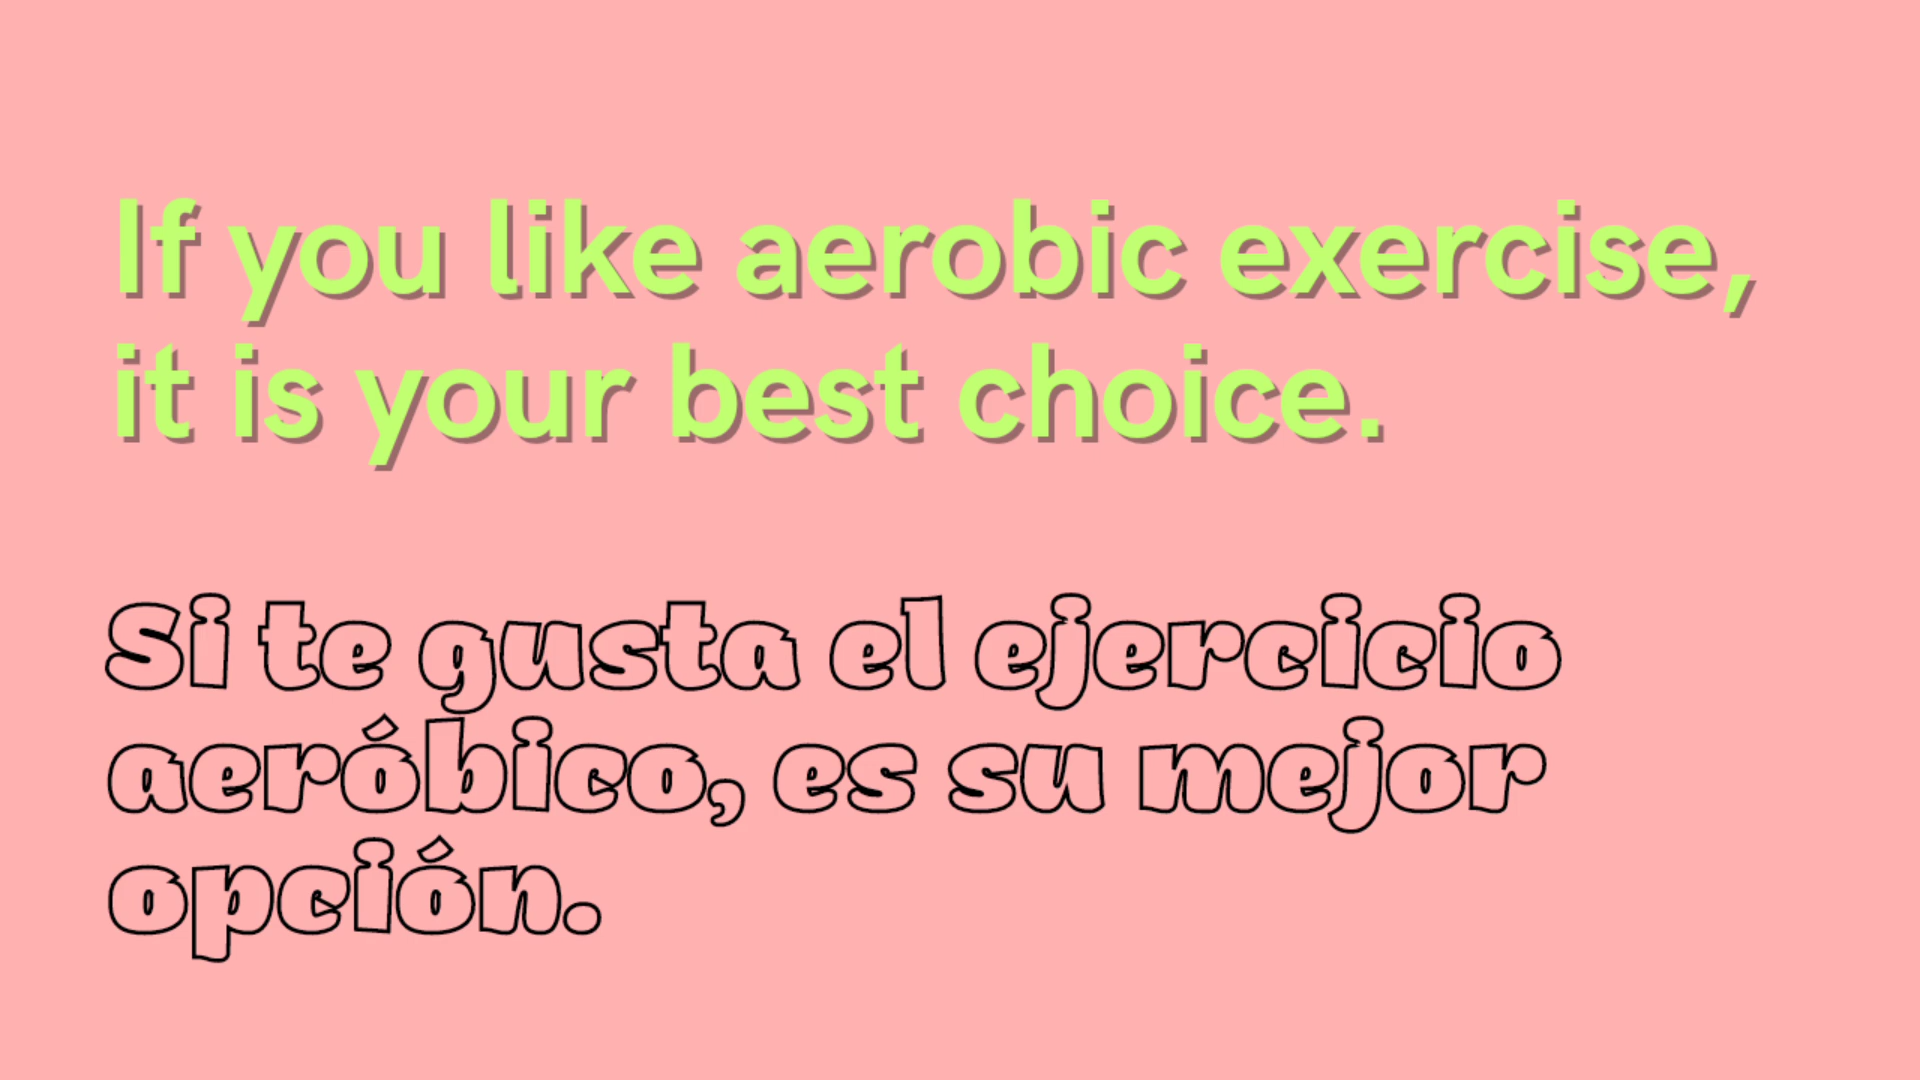 If you like aerobic exercise,
it is your best choice.
Si te gusta el ejercicio
aeróbico, es su mejor
opción.